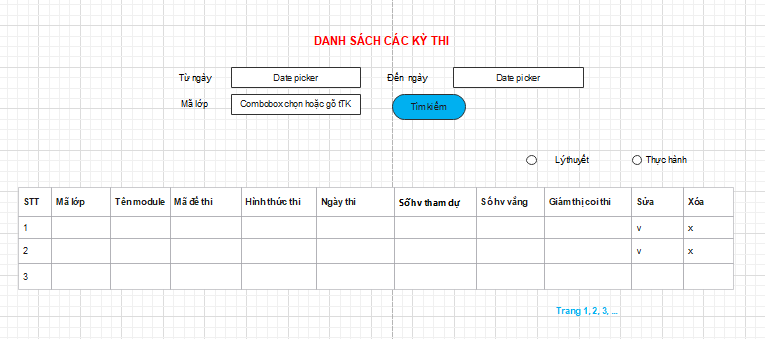 DANH SÁCH CÁC KỲ THI
Từ ngày Date picker Đến ngày Date picker
Mã lớp Combobox chọn hoặc gõ tTK Tìm kiếm
Lý thuyết Thực hành
STT Mã lớp Tên module Mã đề thi Hình thức thi Ngày thi Số hv tham dự Số hv vắng Giám thị coi thi Sửa Xóa
1 v x
2 v x
3
Trang 1, 2, 3, ...